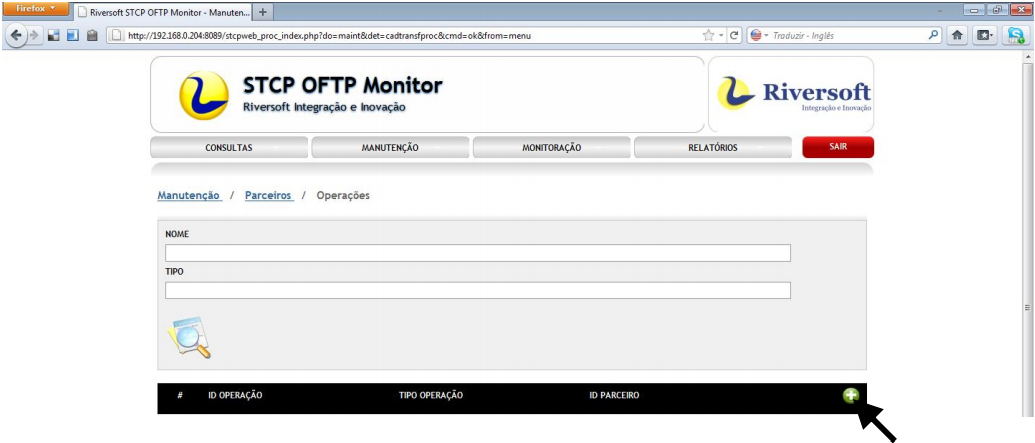 Firefox
Riversoft STCP OFTP Monitor - Manuten... +
http://192.168.0.204:8089/stcpweb_proc_index.php?do=maint&det=cadtransfproc&cmd=ok&from=menu
Traduzir - Inglês
STCP OFTP Monitor
Riversoft Integração e Inovação
Riversoft
Integração e Inovação
CONSULTAS MANUTENÇÃO MONITORAÇÃO RELATÓRIOS SAIR
Manutenção / Parceiros / Operações
NOME
TIPO
# ID OPERAÇÃO TIPO OPERAÇÃO ID PARCEIRO